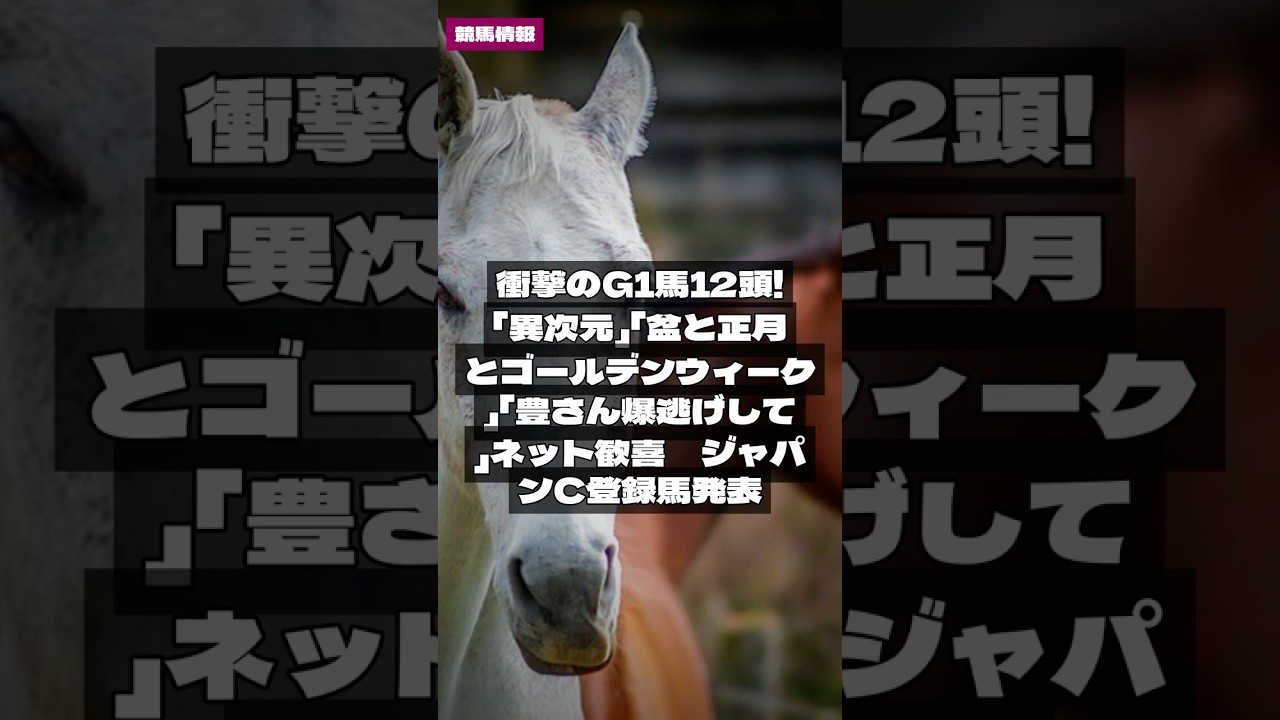 競馬情報
衝撃のG1馬12頭!
「異次元」「盆と正月
とゴールデンウィーク
」「豊さん爆逃げして
」ネット歓喜　ジャパ
ンC登録馬発表